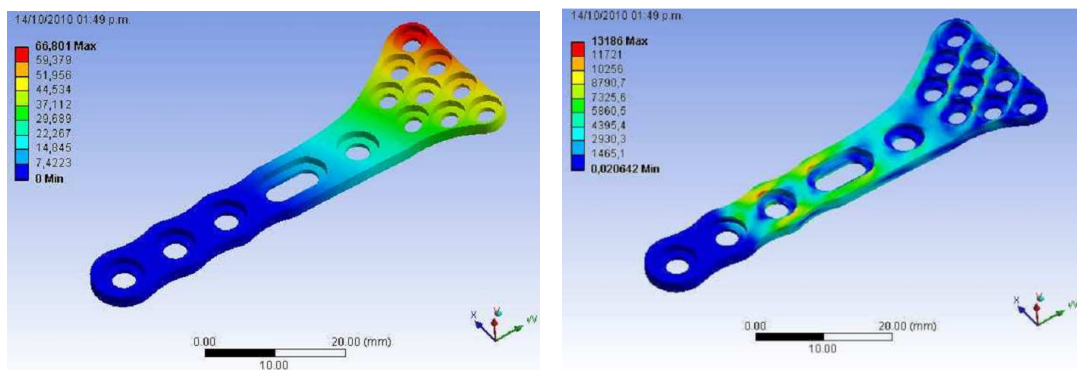 14/10/2010 01:49 p.m.
66,801 Max
59,379
51,956
44,534
37,112
29,689
22,267
14,845
7,4223
0 Min
X
Y
0.00
20.00 (mm)
10.00
14/10/2010 01:49 p.m.
13186 Max
11721
10256
8790,7
7325,6
5860,5
4395,4
2930,3
1465,1
0,020642 Min
X
Y
0.00
20.00 (mm)
10.00